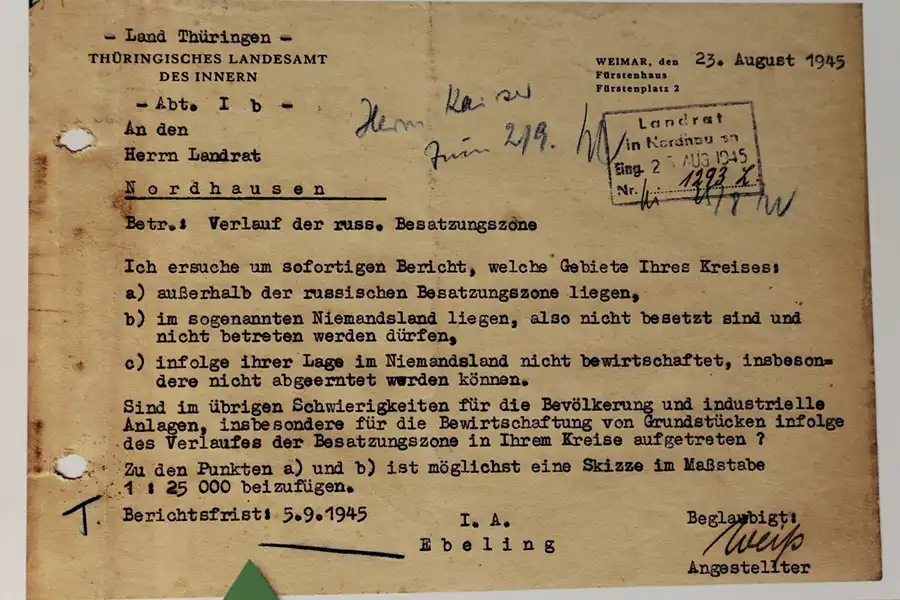 - Land Thüringen -
THÜRINGISCHES LANDESAMT
DES INNERN
- Abt. I b -
WEIMAR, den 23. August 1945
Fürstenhaus
Fürstenplatz 2
Herrn Kaiser
2/9.
Landrat
in Nordhausen
Eing. 2 AUG 1945
Nr. 1293
An den
Herrn Landrat
Nordhausen
Betr.: Verlauf der russ. Besatzungszone
Ich ersuche um sofortigen Bericht, welche Gebiete Ihres Kreises:
a) außerhalb der russischen Besatzungszone liegen,
b) im sogenannten Niemandsland liegen, also nicht besetzt sind und
nicht betreten werden dürfen,
c) infolge ihrer Lage im Niemandsland nicht bewirtschaftet, insbeson=
dere nicht abgeerntet werden können.
Sind im übrigen Schwierigkeiten für die Bevölkerung und industrielle
Anlagen, insbesondere für die Bewirtschaftung von Grundstücken infolge
des Verlaufes der Besatzungszone in Ihrem Kreise aufgetreten ?
Zu den Punkten a) und b) ist möglichst eine Skizze im Maßstabe
1 : 25 000 beizufügen.
T. Berichtsfrist: 5.9.1945
I. A.
Ebeling
Beglaubigt:
Weiß
Angestellter